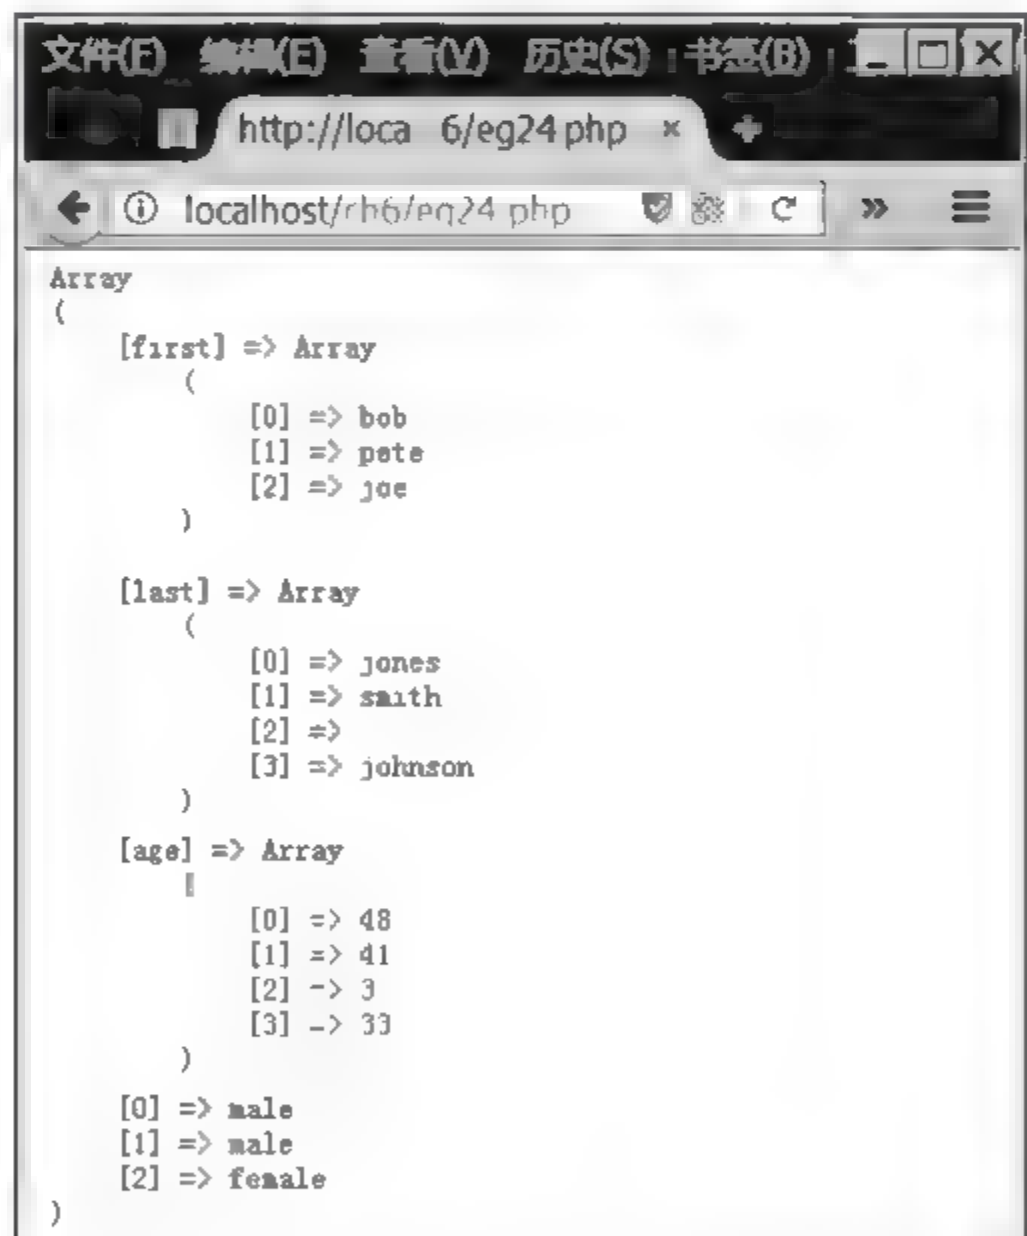 文件(F) 编辑(E) 查看(V) 历史(S) 书签(B)
http://loca 6/eg24 php ×
localhost/ch6/eg24 php
Array
(
[first] => Array
(
[0] => bob
[1] => pete
[2] => joe
)
[last] => Array
(
[0] => jones
[1] => smith
[2] =>
[3] => johnson
)
[age] => Array
[0] => 48
[1] => 41
[2] => 3
[3] => 33
)
[0] => male
[1] => male
[2] => female
)